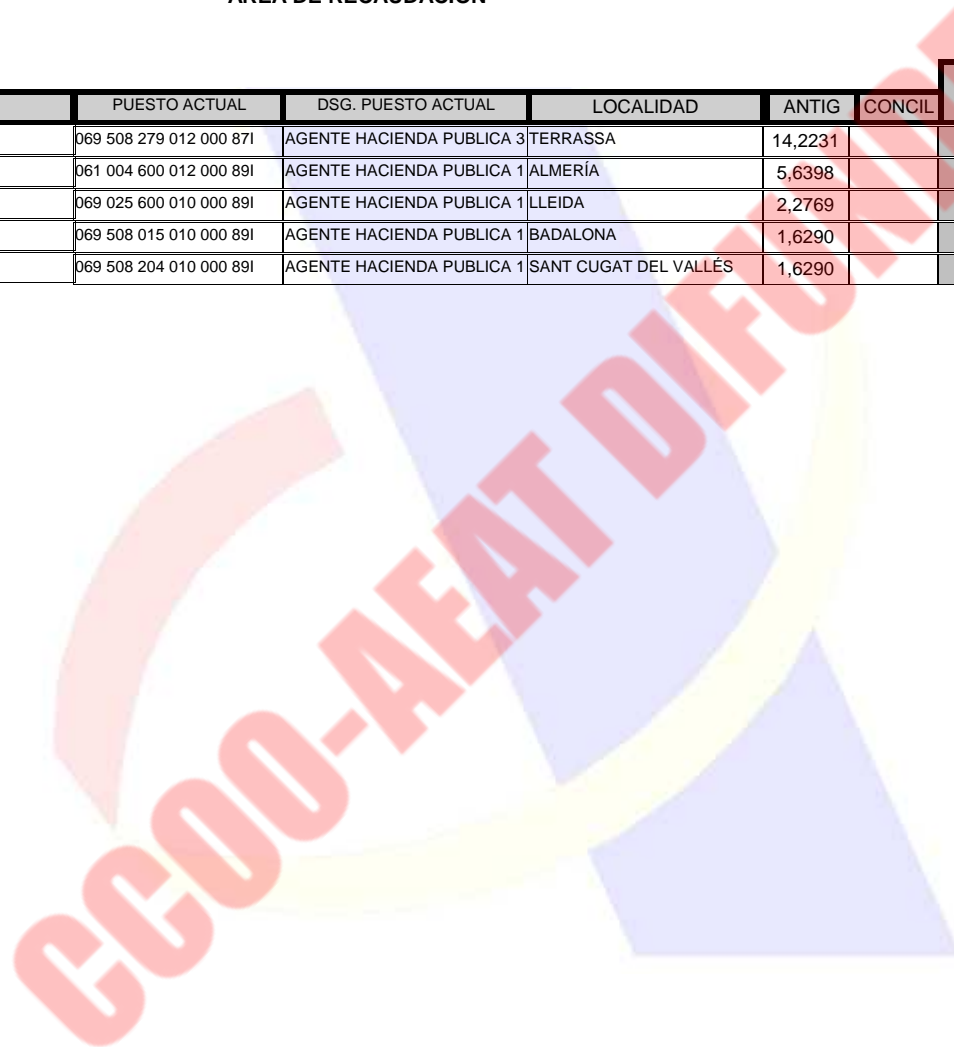 ÁREA DE RECAUDACIÓN
PUESTO ACTUAL DSG. PUESTO ACTUAL LOCALIDAD ANTIG CONCIL
069 508 279 012 000 87I AGENTE HACIENDA PUBLICA 3 TERRASSA 14,2231
061 004 600 012 000 89I AGENTE HACIENDA PUBLICA 1 ALMERÍA 5,6398
069 025 600 010 000 89I AGENTE HACIENDA PUBLICA 1 LLEIDA 2,2769
069 508 015 010 000 89I AGENTE HACIENDA PUBLICA 1 BADALONA 1,6290
069 508 204 010 000 89I AGENTE HACIENDA PUBLICA 1 SANT CUGAT DEL VALLÉS 1,6290
CCOO-AEAT DIFUND